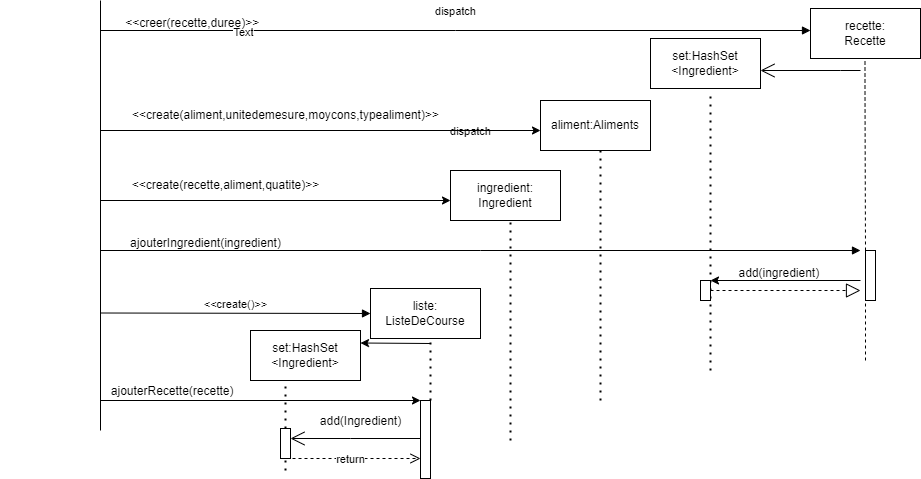 dispatch
<<creer(recette,duree)>>
Text
recette:
Recette
set:HashSet
<Ingredient>
<<create(aliment,unitedemesure,moycons,typealiment)>>
aliment:Aliments
dispatch
<<create(recette,aliment,quatite)>>
ingredient:
Ingredient
ajouterIngredient(ingredient)
add(ingredient)
<<create()>>
liste:
ListeDeCourse
set:HashSet
<Ingredient>
ajouterRecette(recette)
add(Ingredient)
return